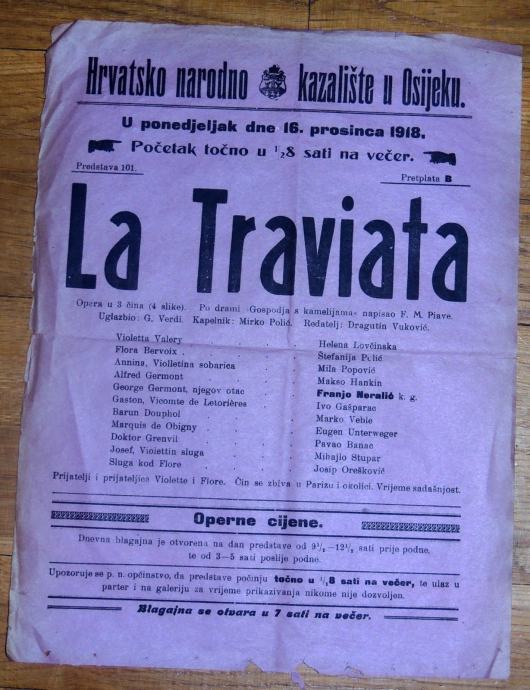 Hrvatsko narodno kazalište u Osijeku.
U ponedjeljak dne 16. prosinca 1918.
Početak točno u ½8 sati na večer.
Predstava 101.
Pretplata B
La Traviata
Opera u 3 čina (4 slike). Po drami »Gospodja s kamelijama« napisao F. M. Piave.
Uglazbio: G. Verdi. Kapelnik: Mirko Polić. Redatelj: Dragutin Vuković.
Violetta Valery . . . Helena Lovčinska
Flora Bervoix . . . Štefanija Polić
Annina, Violletina sobarica . . . Mila Popović
Alfred Germont . . . Makso Hankin
George Germont, njegov otac . . . Franjo Neralić k. g.
Gaston, Vicomte de Letorières . . . Ivo Gašparac
Barun Douphol . . . Marko Veble
Marquis de Obigny . . . Eugen Unterweger
Doktor Grenvil . . . Pavao Banac
Josef, Violettin sluga . . . Mihajlo Stupar
Sluga kod Flore . . . Josip Orešković
Prijatelji i prijateljice Violette i Flore. Čin se zbiva u Parizu i okolici. Vrijeme sadašnjost.
Operne cijene.
Dnevna blagajna je otvorena na dan predstave od 9½—12½ sati prije podne,
te od 3—5 sati poslije podne.
Upozoruje se p. n. općinstvo, da predstave počinju točno u ½8 sati na večer, te ulaz u
parter i na galeriju za vrijeme prikazivanja nikome nije dozvoljen.
Blagajna se otvara u 7 sati na večer.